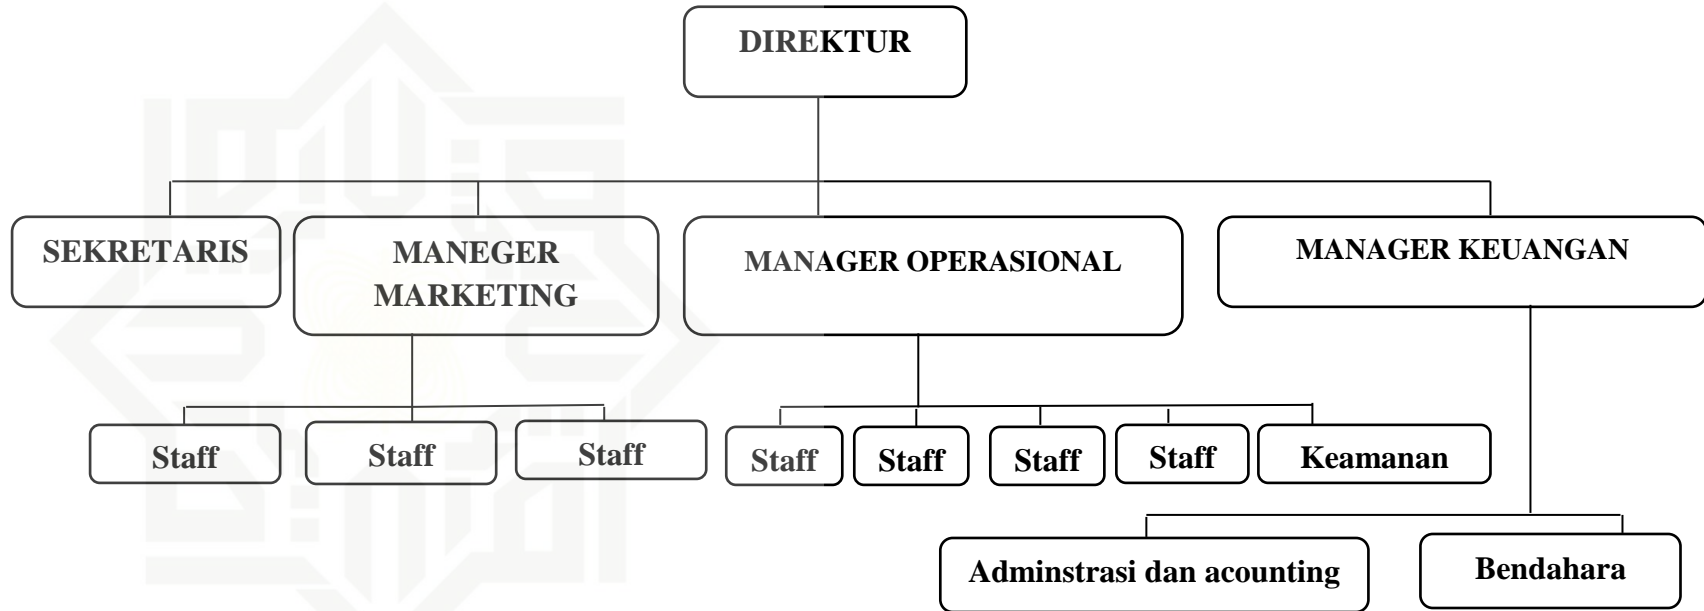 DIREKTUR
SEKRETARIS
MANEGER
MARKETING
MANAGER OPERASIONAL
MANAGER KEUANGAN
Staff
Staff
Staff
Staff
Staff
Staff
Staff
Keamanan
Adminstrasi dan acounting
Bendahara